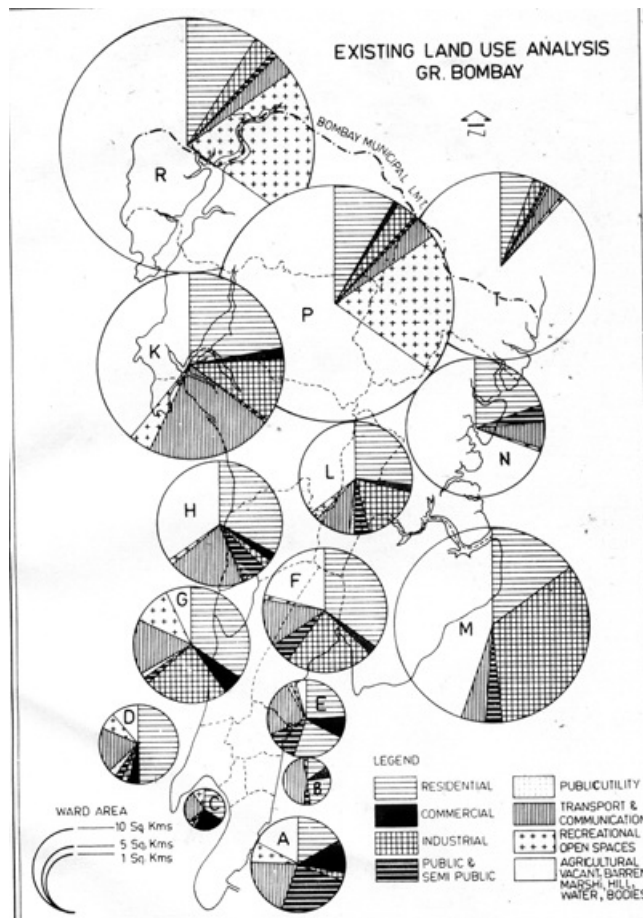 EXISTING LAND USE ANALYSIS
GR. BOMBAY
N
BOMBAY MUNICIPAL LMT.
R
P
T
K
N
L
H
F
M
G
E
D
B
C
A
WARD AREA
10 Sq. Kms
5 Sq. Kms
1 Sq. Kms
LEGEND
RESIDENTIAL
COMMERCIAL
INDUSTRIAL
PUBLIC &
SEMI PUBLIC
PUBLIC UTILITY
TRANSPORT &
COMMUNICATION
RECREATIONAL
OPEN SPACES
AGRICULTURAL
VACANT, BARREN
MARSHI, HILL,
WATER, BODIES